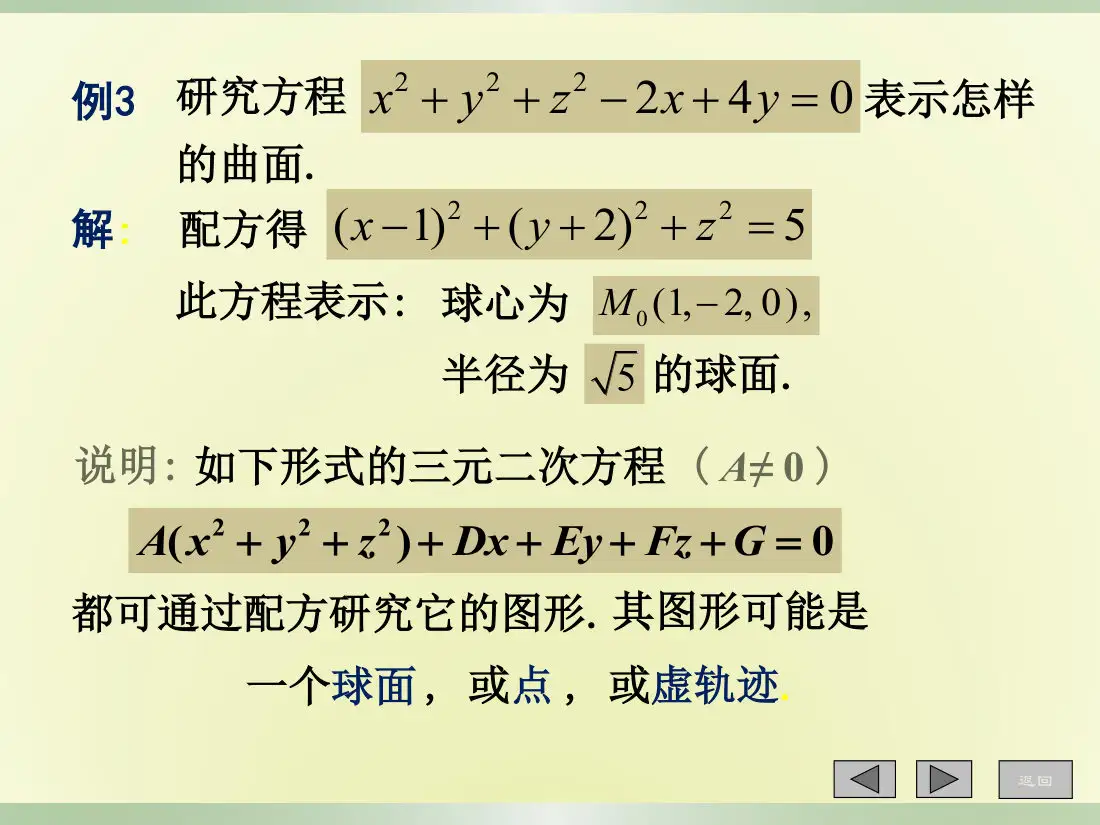 例3 研究方程 x² + y² + z² − 2x + 4y = 0 表示怎样
的曲面.
解: 配方得 (x − 1)² + (y + 2)² + z² = 5
此方程表示: 球心为 M₀(1, − 2, 0),
半径为 √5 的球面.
说明: 如下形式的三元二次方程 ( A≠ 0 )
A(x² + y² + z²) + Dx + Ey + Fz + G = 0
都可通过配方研究它的图形. 其图形可能是
一个球面 , 或点 , 或虚轨迹.
返回